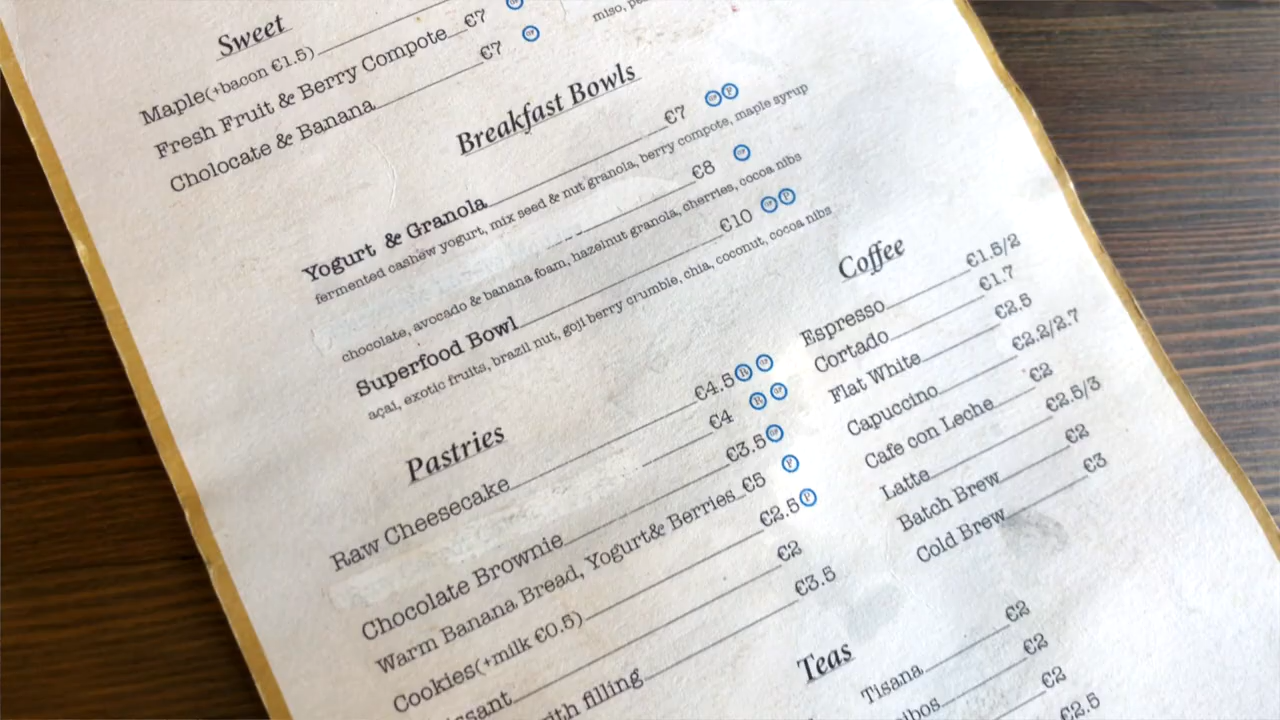 Sweet
Maple(+bacon €1.5)
Fresh Fruit & Berry Compote €7
Cholocate & Banana €7
miso,
Breakfast Bowls
Yogurt & Granola €7 P
fermented cashew yogurt, mix seed & nut granola, berry compote, maple syrup
€8
chocolate, avocado & banana foam, hazelnut granola, cherries, cocoa nibs
Superfood Bowl €10 P
açai, exotic fruits, brazil nut, goji berry crumble, chia, coconut, cocoa nibs
Pastries
Raw Cheesecake €4.5 R
€4 R
Chocolate Brownie €3.5
Warm Banana Bread, Yogurt& Berries €5 P
Cookies(+milk €0.5) €2.5 P
ssant €2
with filling €3.5
Coffee
Espresso €1.5/2
Cortado €1.7
Flat White €2.5
Capuccino €2.2/2.7
Cafe con Leche €2
Latte €2.5/3
Batch Brew €2
Cold Brew €3
Teas
Tisana €2
ibos €2
€2
€2.5